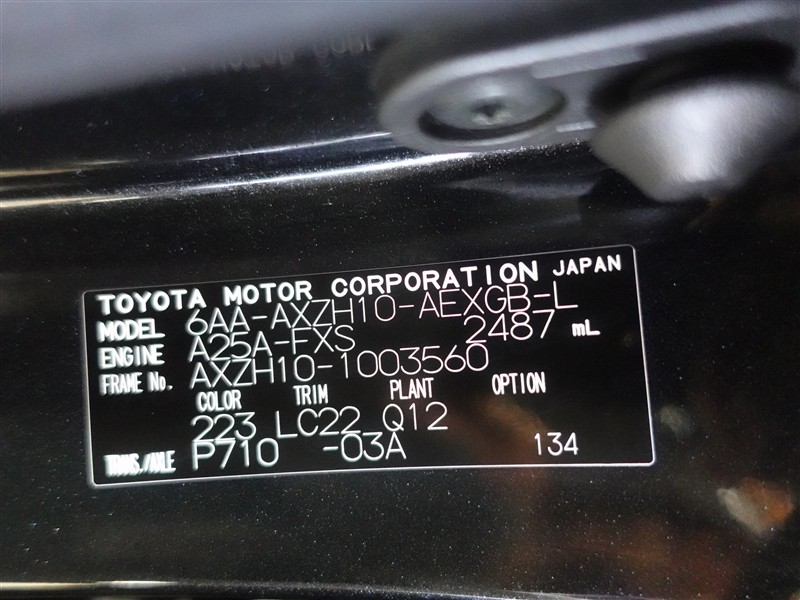 TOYOTA MOTOR CORPORATION JAPAN
MODEL 6AA-AXZH10-AEXGB-L
ENGINE A25A-FXS 2487 mL
FRAME No. AXZH10-1003560
COLOR TRIM PLANT OPTION
223 LC22 Q12
TRANS./AXLE P710 -03A 134